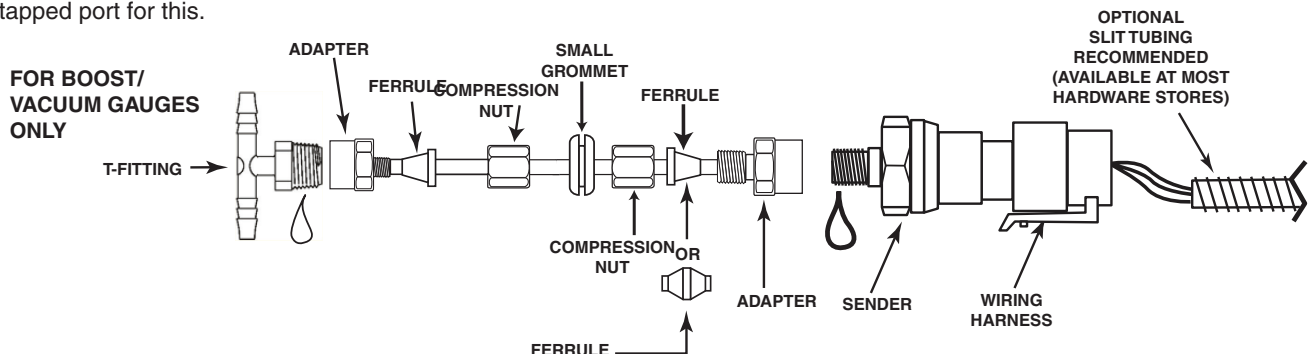 tapped port for this.
FOR BOOST/
VACUUM GAUGES
ONLY
T-FITTING
ADAPTER
FERRULE
COMPRESSION
NUT
SMALL
GROMMET
FERRULE
OPTIONAL
SLIT TUBING
RECOMMENDED
(AVAILABLE AT MOST
HARDWARE STORES)
COMPRESSION
NUT
OR
FERRULE
ADAPTER
SENDER
WIRING
HARNESS